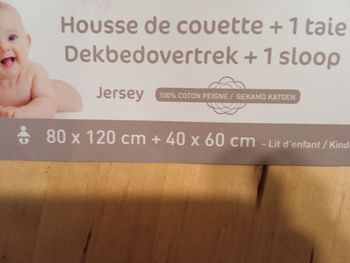 Housse de couette + 1 taie
Dekbedovertrek + 1 sloop
Jersey 100% COTON PEIGNÉ / GEKAMD KATOEN
80 x 120 cm + 40 x 60 cm - Lit d'enfant / Kinde